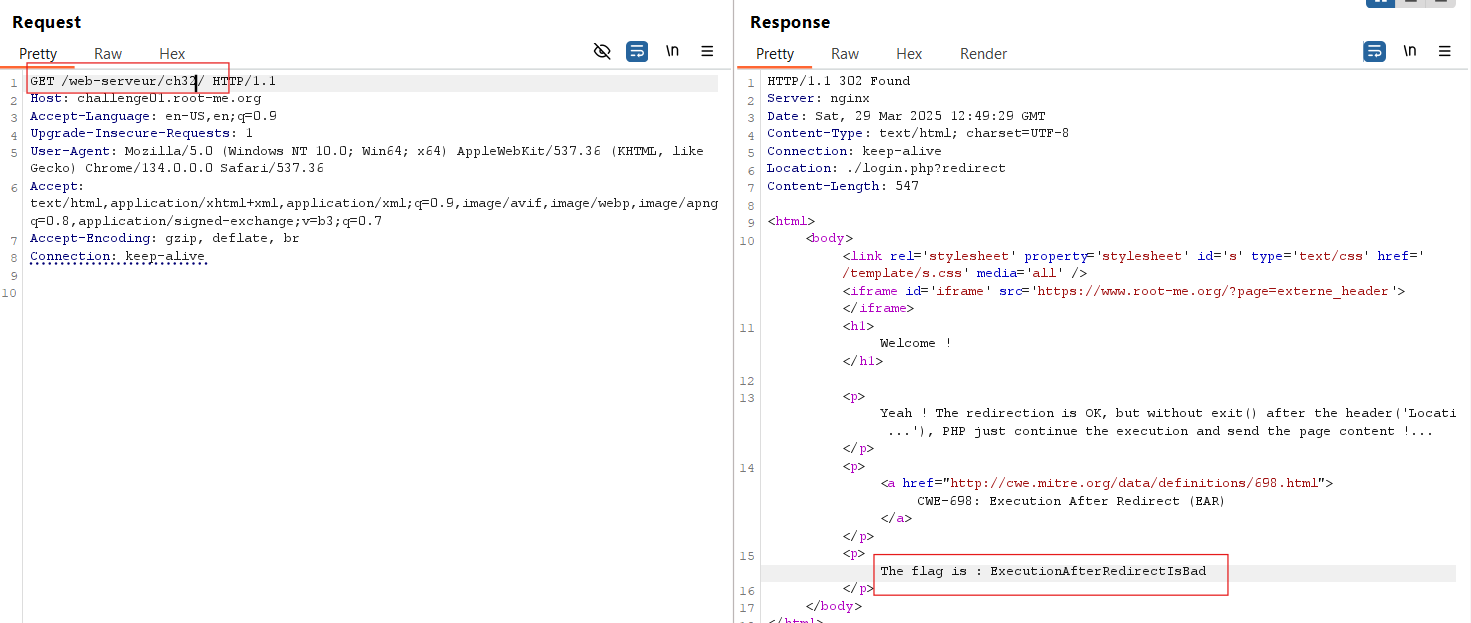 Request
Pretty Raw Hex
\n
1 GET /web-serveur/ch32/ HTTP/1.1
2 Host: challenge01.root-me.org
3 Accept-Language: en-US,en;q=0.9
4 Upgrade-Insecure-Requests: 1
5 User-Agent: Mozilla/5.0 (Windows NT 10.0; Win64; x64) AppleWebKit/537.36 (KHTML, like
Gecko) Chrome/134.0.0.0 Safari/537.36
6 Accept:
text/html,application/xhtml+xml,application/xml;q=0.9,image/avif,image/webp,image/apng
q=0.8,application/signed-exchange;v=b3;q=0.7
7 Accept-Encoding: gzip, deflate, br
8 Connection: keep-alive
9
10
Response
Pretty Raw Hex Render
\n
1 HTTP/1.1 302 Found
2 Server: nginx
3 Date: Sat, 29 Mar 2025 12:49:29 GMT
4 Content-Type: text/html; charset=UTF-8
5 Connection: keep-alive
6 Location: ./login.php?redirect
7 Content-Length: 547
8
9 <html>
10 <body>
<link rel='stylesheet' property='stylesheet' id='s' type='text/css' href='
/template/s.css' media='all' />
<iframe id='iframe' src='https://www.root-me.org/?page=externe_header'>
</iframe>
11 <h1>
Welcome !
</h1>
12
13 <p>
Yeah ! The redirection is OK, but without exit() after the header('Locati
...'), PHP just continue the execution and send the page content !...
</p>
14 <p>
<a href="http://cwe.mitre.org/data/definitions/698.html">
CWE-698: Execution After Redirect (EAR)
</a>
</p>
15 <p>
The flag is : ExecutionAfterRedirectIsBad
16 </p>
17 </body>
18 </html>